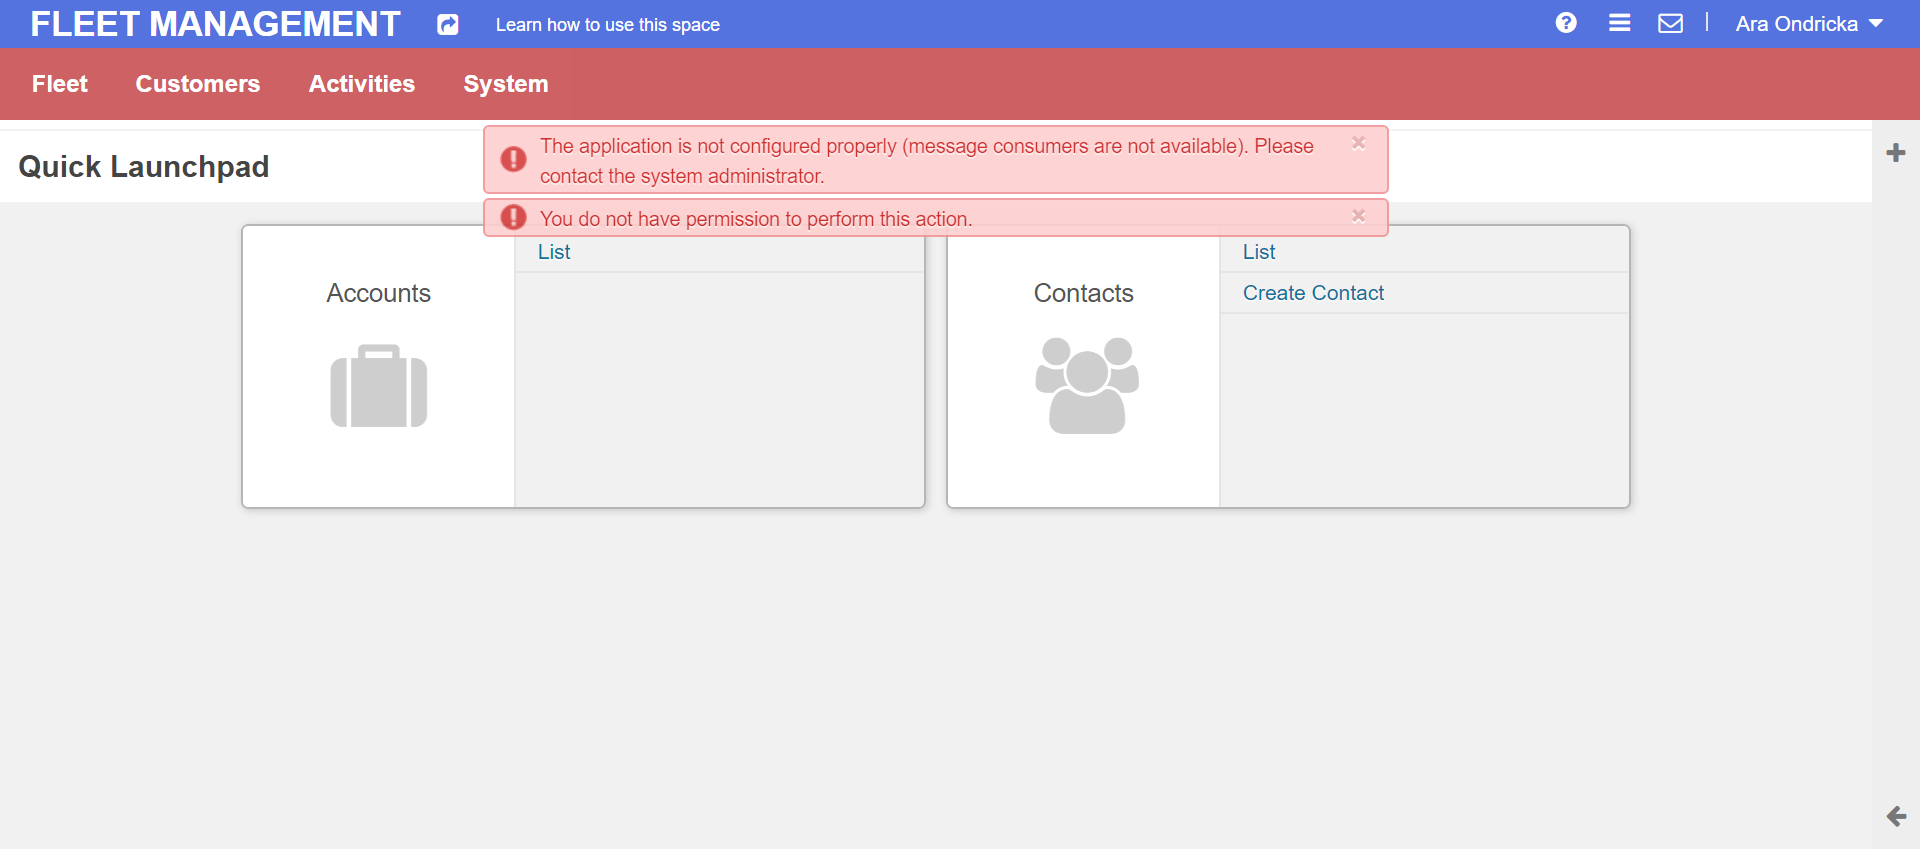 FLEET MANAGEMENT
Learn how to use this space
Ara Ondricka
Fleet
Customers
Activities
System
Quick Launchpad
The application is not configured properly (message consumers are not available). Please
contact the system administrator.
You do not have permission to perform this action.
Accounts
List
Contacts
List
Create Contact